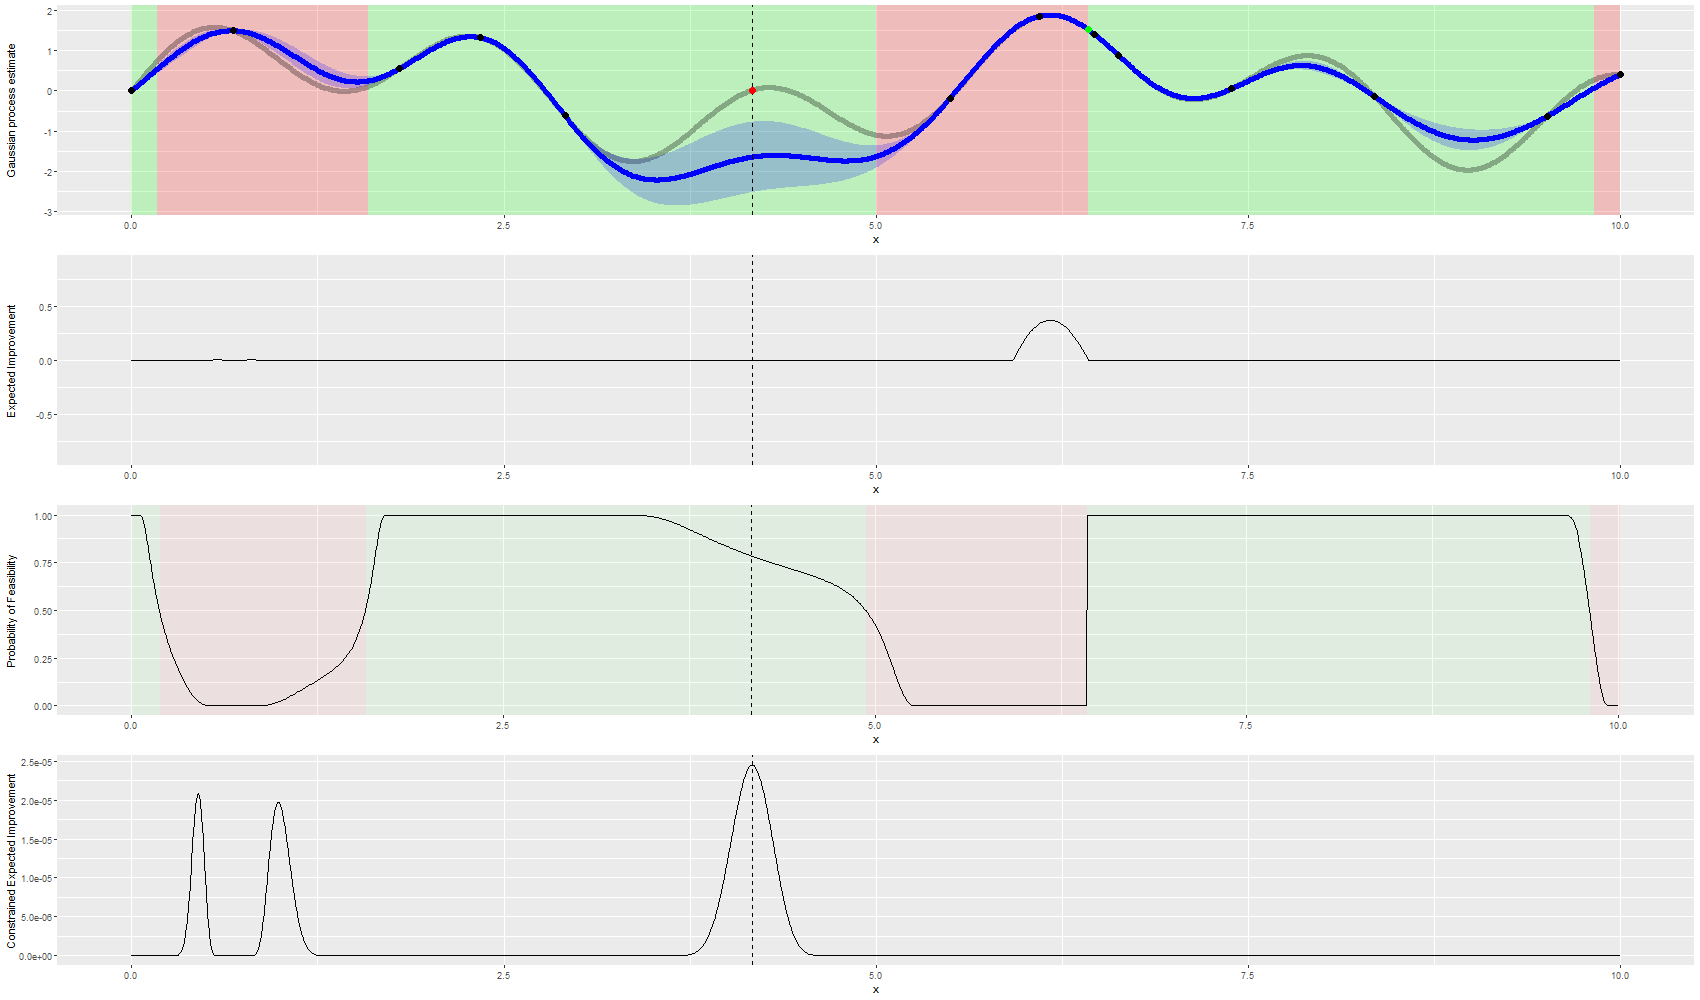 Gaussian process estimate
2
1
0
-1
-2
-3
0.0 2.5 5.0 7.5 10.0
x
Expected Improvement
0.5
0.0
-0.5
0.0 2.5 5.0 7.5 10.0
x
Probability of Feasibility
1.00
0.75
0.50
0.25
0.00
0.0 2.5 5.0 7.5 10.0
x
Constrained Expected Improvement
2.5e-05
2.0e-05
1.5e-05
1.0e-05
5.0e-06
0.0e+00
0.0 2.5 5.0 7.5 10.0
x